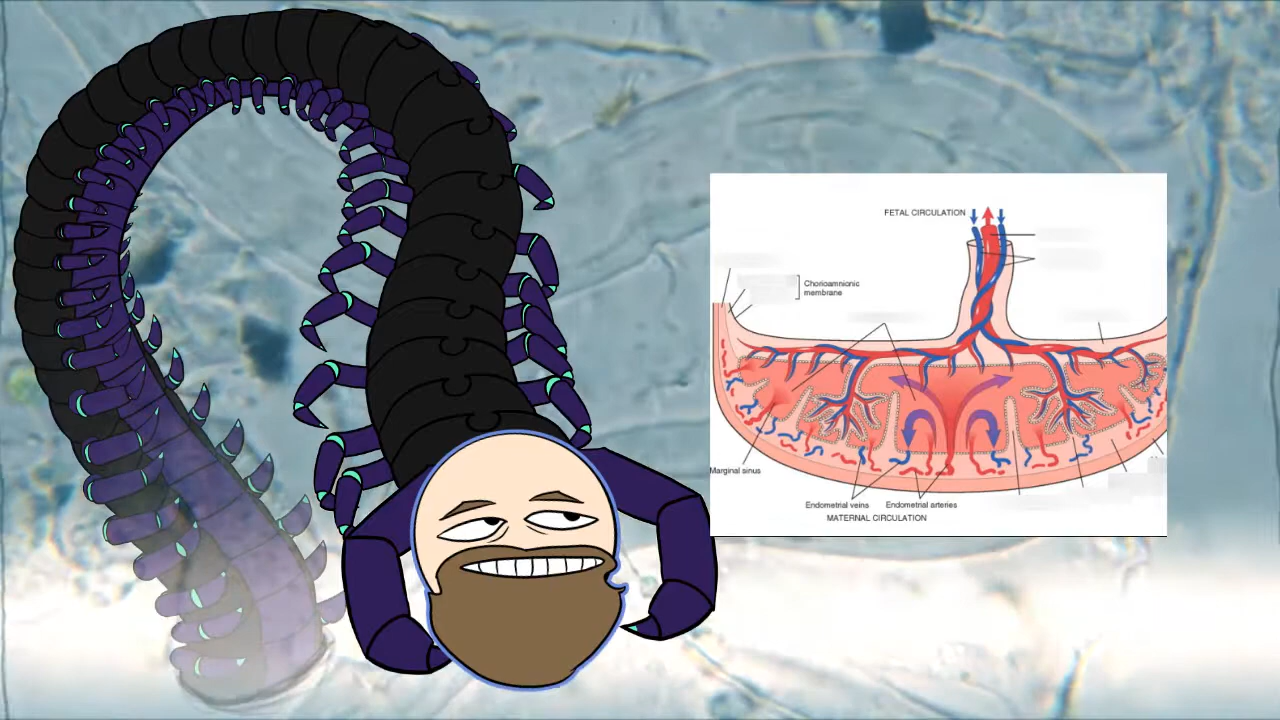 FETAL CIRCULATION
Chorioamnionic
membrane
Marginal sinus
Endometrial veins
Endometrial arteries
MATERNAL CIRCULATION